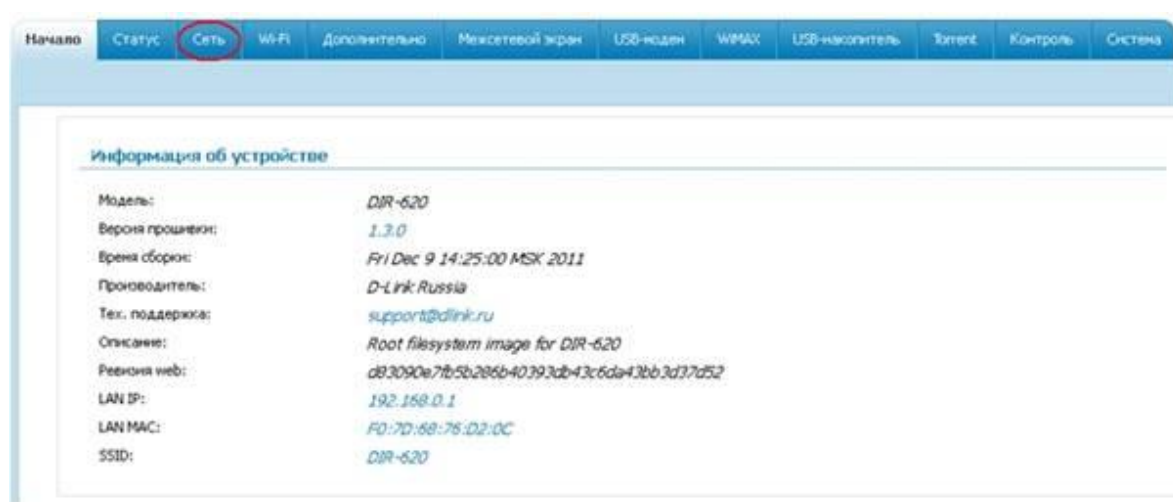 Начало Статус Сеть Wi-Fi Дополнительно Межсетевой экран USB-модем WiMAX USB-накопитель Torrent Контроль Система
Информация об устройстве
Модель: DIR-620
Версия прошивки: 1.3.0
Время сборки: Fri Dec 9 14:25:00 MSK 2011
Производитель: D-Link Russia
Тех. поддержка: support@dlink.ru
Описание: Root filesystem image for DIR-620
Ревизия web: d83090e7fb5b286b40393db43c6da43bb3d37d52
LAN IP: 192.168.0.1
LAN MAC: F0:7D:68:76:D2:0C
SSID: DIR-620